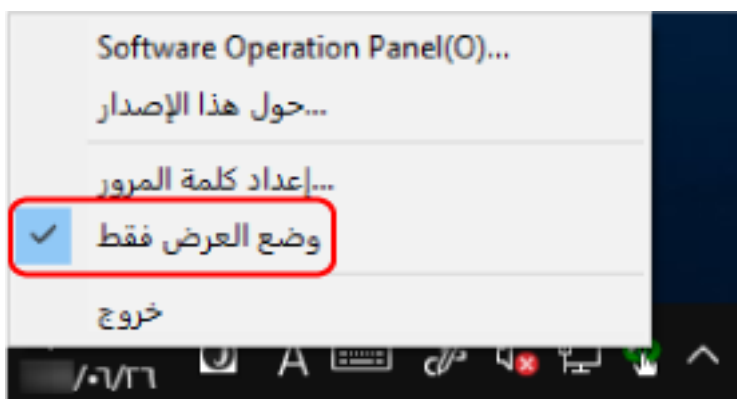 Software Operation Panel(O)...
حول هذا الإصدار...
إعداد كلمة المرور...
وضع العرض فقط
خروج
A
/٠٦/٢٦